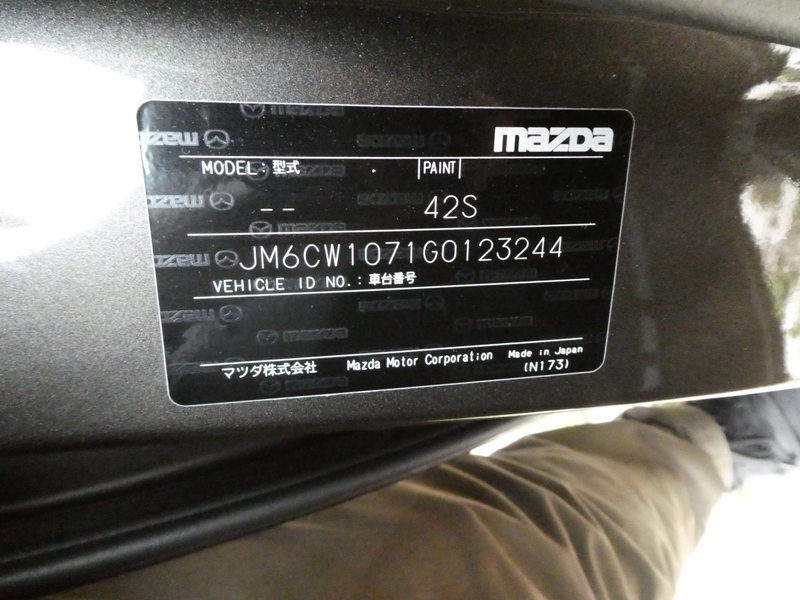 mazda
MODEL: 型式 PAINT
-- 42S
JM6CW1071G0123244
VEHICLE ID NO.: 車台番号
マツダ株式会社 Mazda Motor Corporation Made in Japan
(N173)